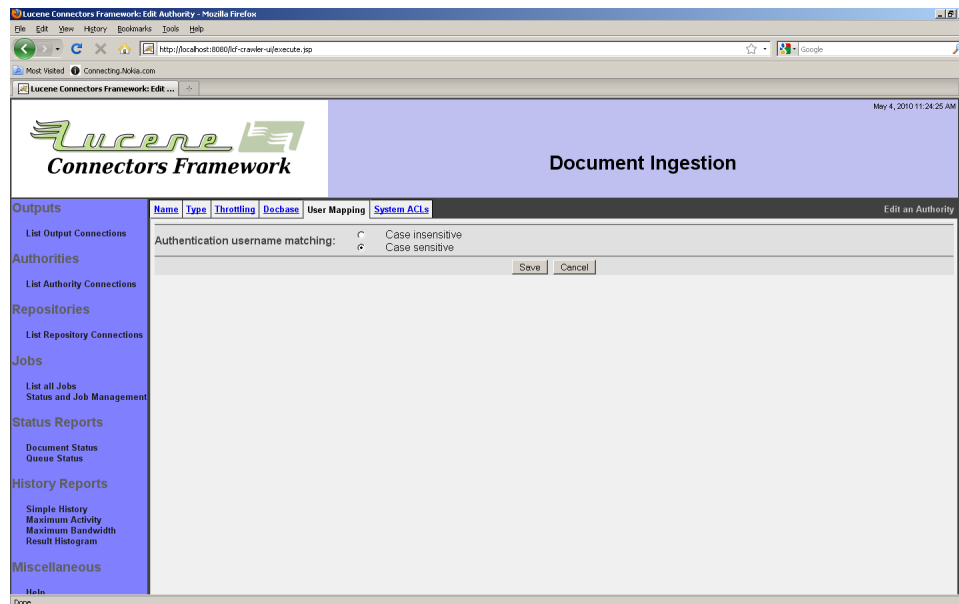 Lucene Connectors Framework: Edit Authority - Mozilla Firefox
File Edit View History Bookmarks Tools Help
http://localhost:8080/lcf-crawler-ui/execute.jsp
Google
Most Visited Connecting.Nokia.com
Lucene Connectors Framework: Edit ...
May 4, 2010 11:24:25 AM
Lucene
Connectors Framework
Document Ingestion
Outputs
Name Type Throttling Docbase User Mapping System ACLs
Edit an Authority
List Output Connections
Authentication username matching:
Case insensitive
Case sensitive
Save Cancel
Authorities
List Authority Connections
Repositories
List Repository Connections
Jobs
List all Jobs
Status and Job Management
Status Reports
Document Status
Queue Status
History Reports
Simple History
Maximum Activity
Maximum Bandwidth
Result Histogram
Miscellaneous
Help
Done